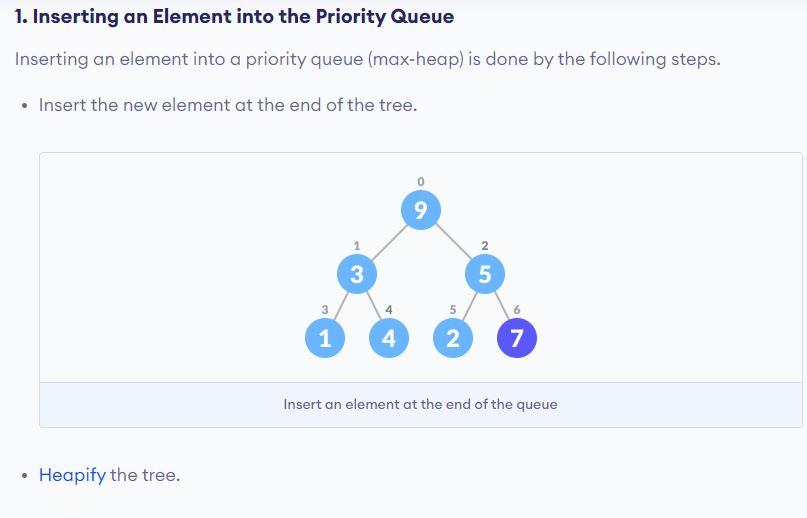 1. Inserting an Element into the Priority Queue
Inserting an element into a priority queue (max-heap) is done by the following steps.
• Insert the new element at the end of the tree.
0
9
1 2
3 5
3 4 5 6
1 4 2 7
Insert an element at the end of the queue
• Heapify the tree.